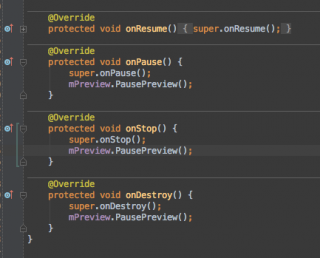 @Override
protected void onResume() { super.onResume(); }
@Override
protected void onPause() {
super.onPause();
mPreview.PausePreview();
}
@Override
protected void onStop() {
super.onStop();
mPreview.PausePreview();
}
@Override
protected void onDestroy() {
super.onDestroy();
mPreview.PausePreview();
}
}